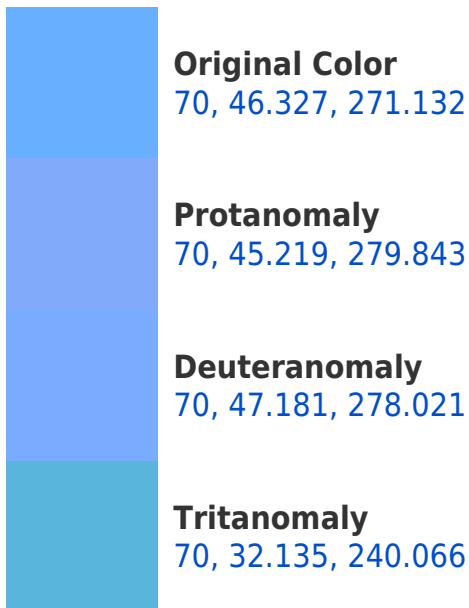 Original Color
70, 46.327, 271.132
Protanomaly
70, 45.219, 279.843
Deuteranomaly
70, 47.181, 278.021
Tritanomaly
70, 32.135, 240.066